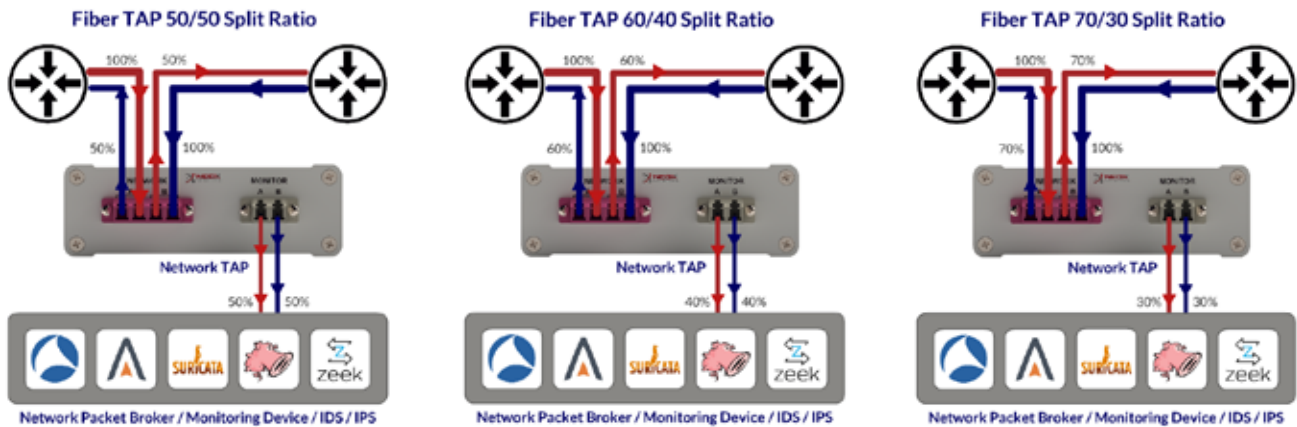 Fiber TAP 50/50 Split Ratio
100%
50%
50%
100%
MONITOR
A B
Network TAP
50%
50%
SURICATA
zeek
Network Packet Broker / Monitoring Device / IDS / IPS
Fiber TAP 60/40 Split Ratio
100%
60%
60%
100%
MONITOR
A B
Network TAP
40%
40%
SURICATA
zeek
Network Packet Broker / Monitoring Device / IDS / IPS
Fiber TAP 70/30 Split Ratio
100%
70%
70%
100%
MONITOR
A B
Network TAP
30%
30%
SURICATA
zeek
Network Packet Broker / Monitoring Device / IDS / IPS